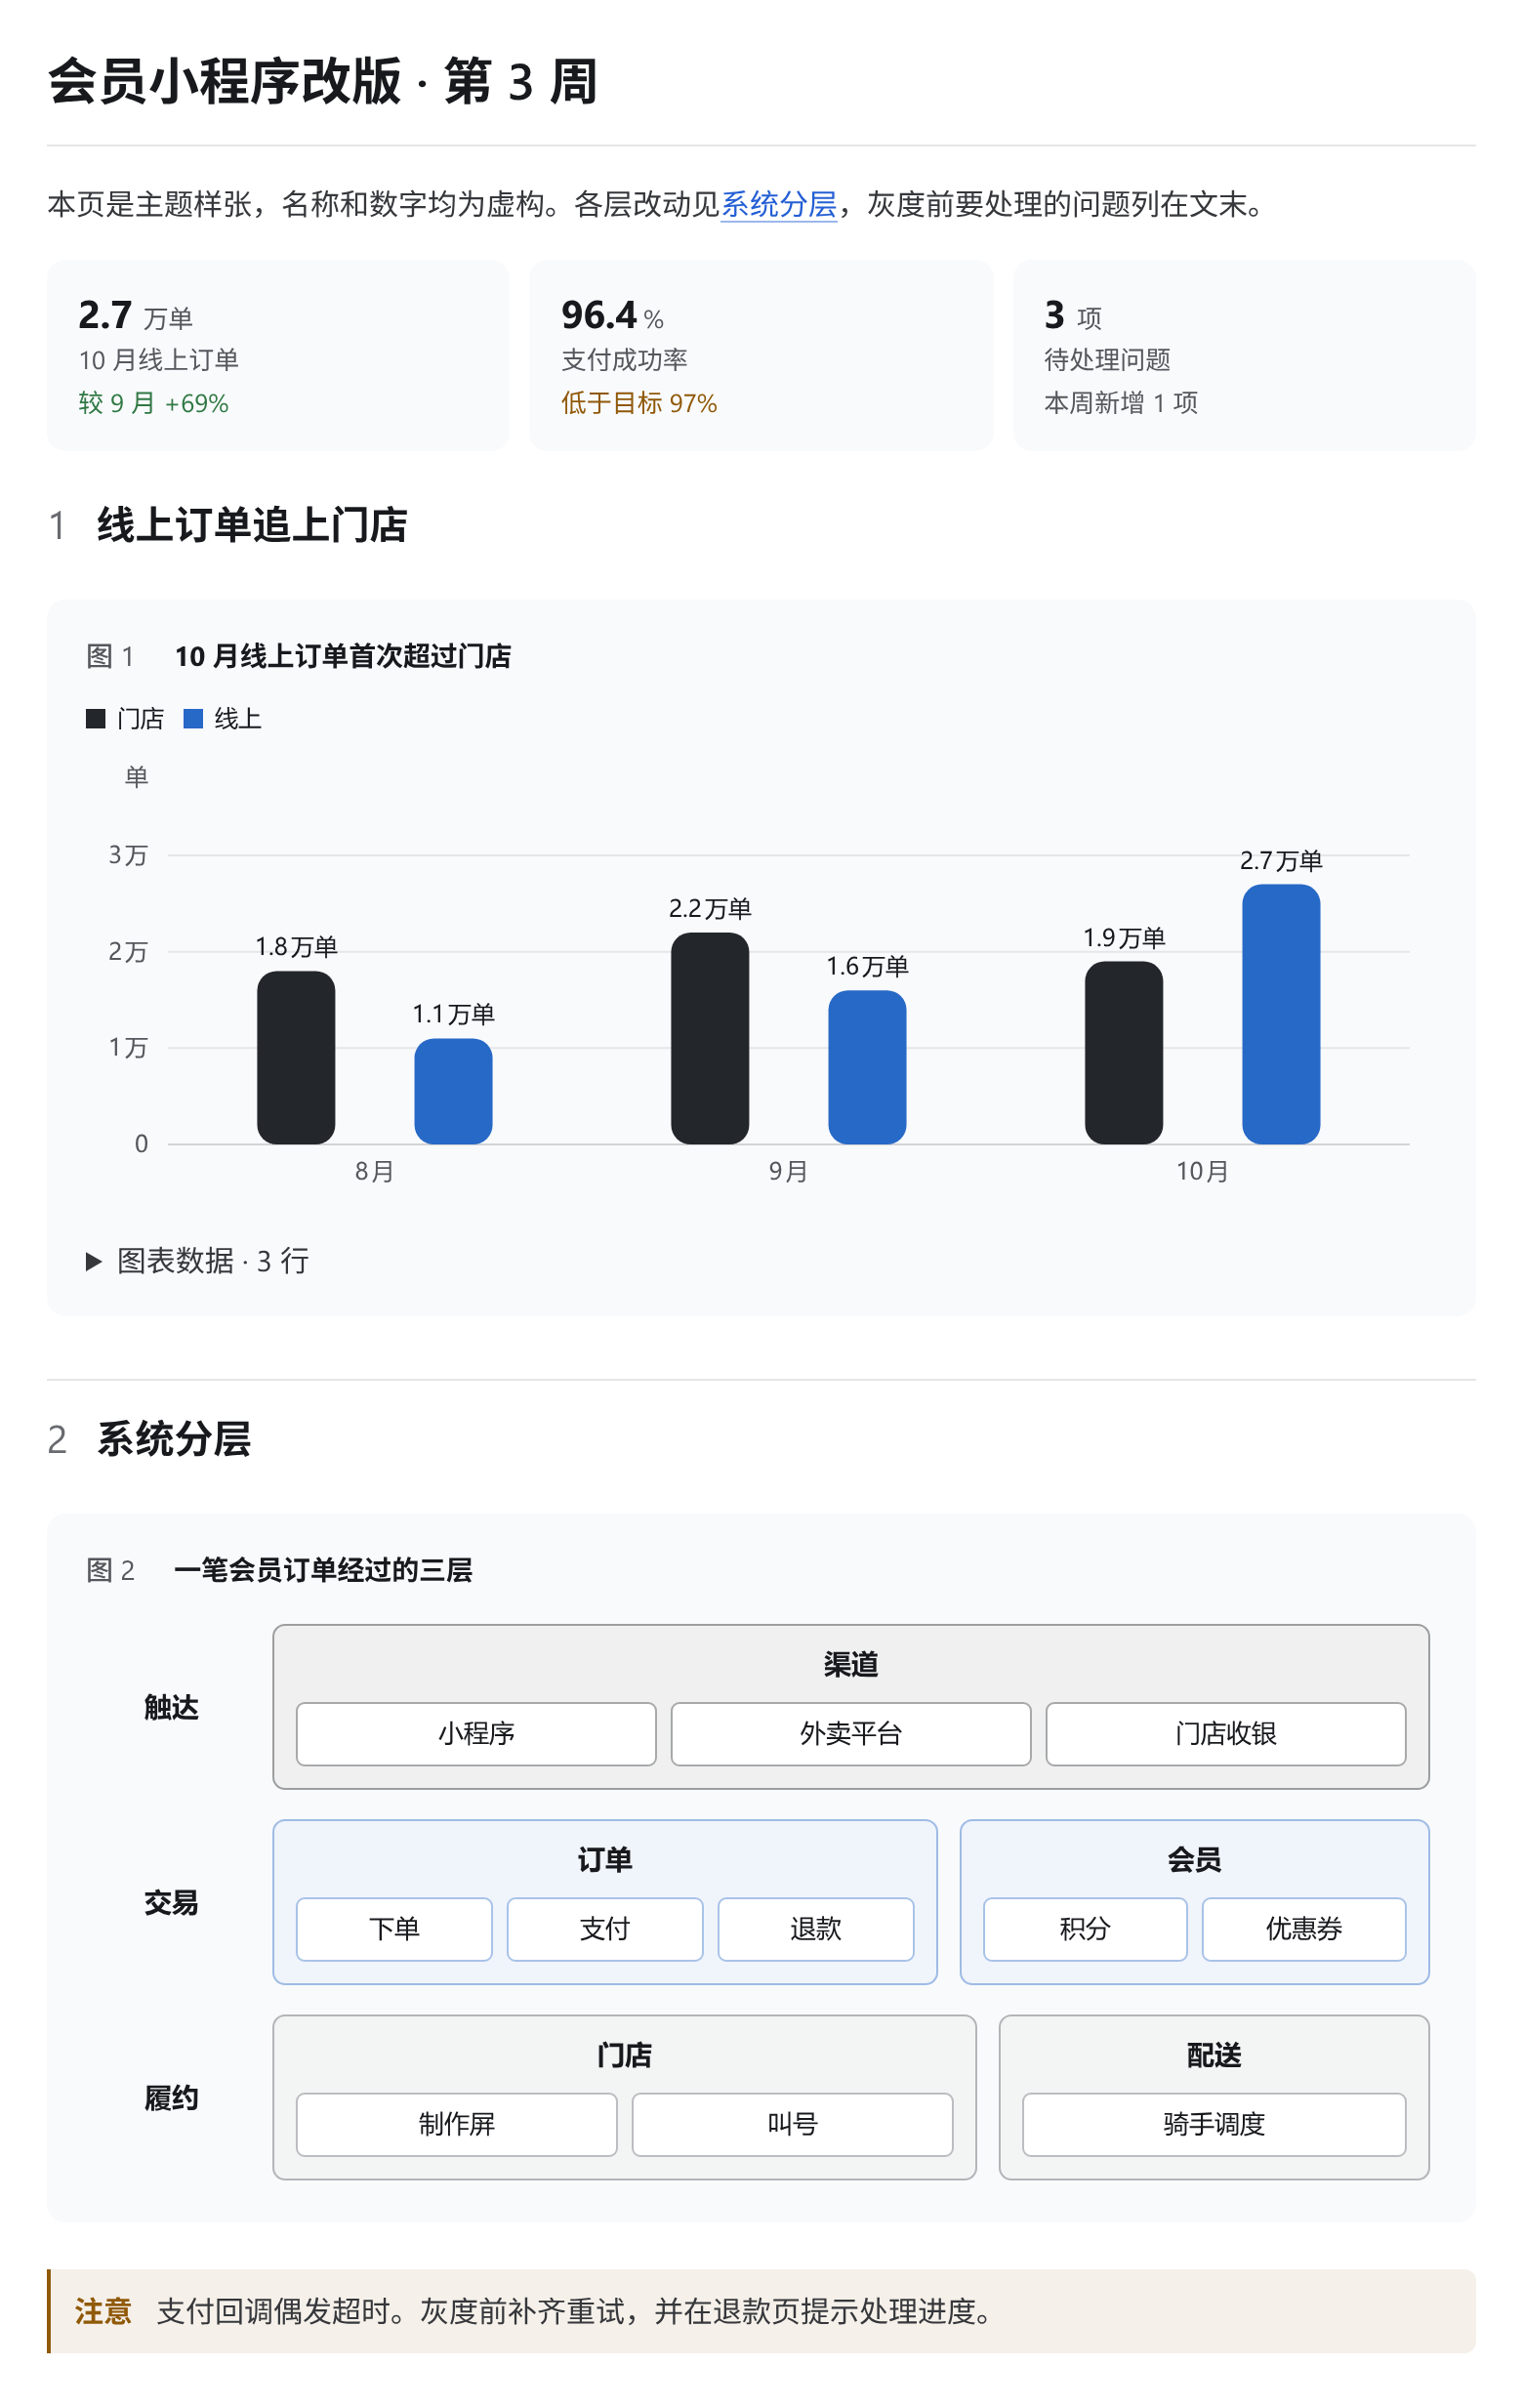 会员小程序改版 · 第 3 周
本页是主题样张，名称和数字均为虚构。各层改动见系统分层，灰度前要处理的问题列在文末。
2.7 万单
10 月线上订单
较 9 月 +69%
96.4 %
支付成功率
低于目标 97%
3 项
待处理问题
本周新增 1 项
1 线上订单追上门店
图 1 10 月线上订单首次超过门店
门店 线上
单
3万
2万
1万
0
1.8万单
1.1万单
2.2万单
1.6万单
1.9万单
2.7万单
8月 9月 10月
▶ 图表数据 · 3 行
2 系统分层
图 2 一笔会员订单经过的三层
触达
渠道
小程序 外卖平台 门店收银
交易
订单
下单 支付 退款
会员
积分 优惠券
履约
门店
制作屏 叫号
配送
骑手调度
注意 支付回调偶发超时。灰度前补齐重试，并在退款页提示处理进度。